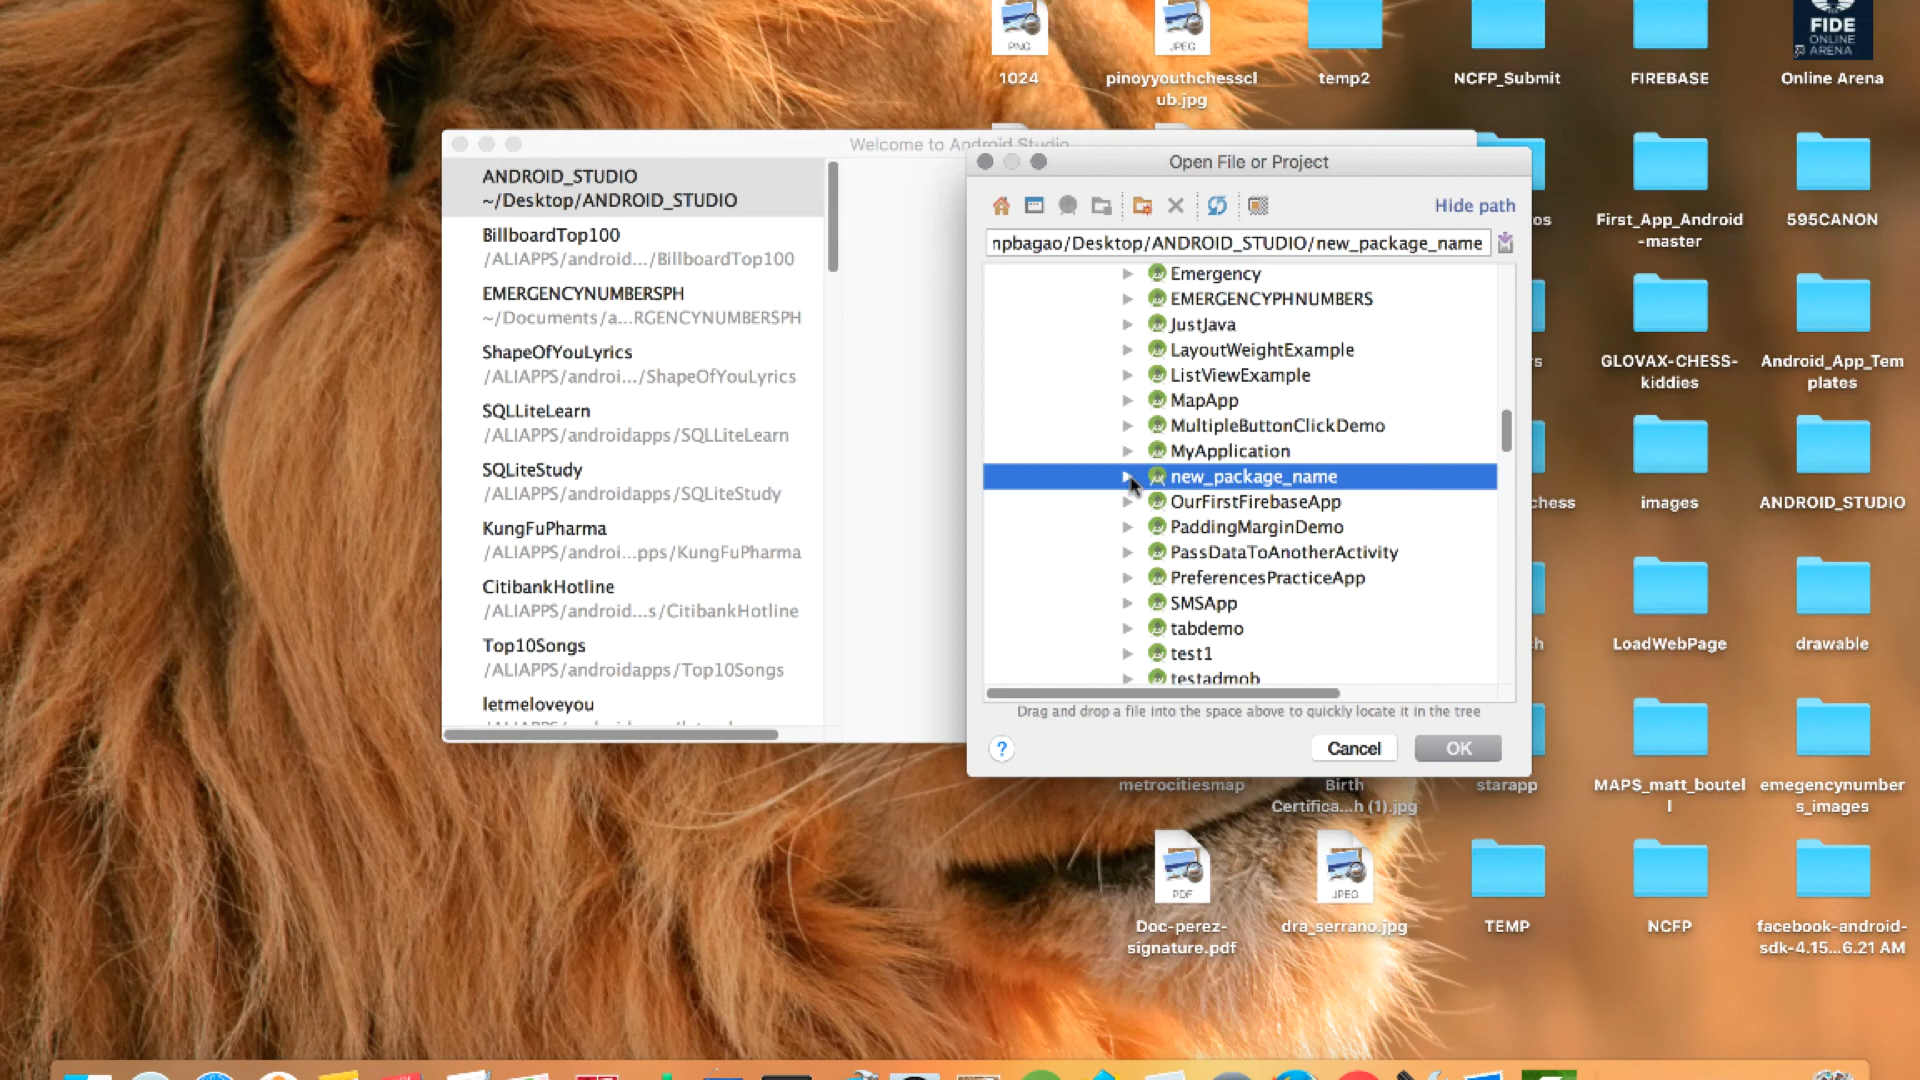 PNG
1024
JPEG
pinoyyouthchesscl
ub.jpg
temp2
NCFP_Submit
FIREBASE
FIDE
ONLINE
ARENA
Online Arena
Welcome to Android Studio
ANDROID_STUDIO
~/Desktop/ANDROID_STUDIO
BillboardTop100
/ALIAPPS/android.../BillboardTop100
EMERGENCYNUMBERSPH
~/Documents/a...RGENCYNUMBERSPH
ShapeOfYouLyrics
/ALIAPPS/androi.../ShapeOfYouLyrics
SQLLiteLearn
/ALIAPPS/androidapps/SQLLiteLearn
SQLiteStudy
/ALIAPPS/androidapps/SQLiteStudy
KungFuPharma
/ALIAPPS/androi...pps/KungFuPharma
CitibankHotline
/ALIAPPS/android...s/CitibankHotline
Top10Songs
/ALIAPPS/androidapps/Top10Songs
letmeloveyou
Open File or Project
Hide path
npbagao/Desktop/ANDROID_STUDIO/new_package_name
Emergency
EMERGENCYPHNUMBERS
JustJava
LayoutWeightExample
ListViewExample
MapApp
MultipleButtonClickDemo
MyApplication
new_package_name
OurFirstFirebaseApp
PaddingMarginDemo
PassDataToAnotherActivity
PreferencesPracticeApp
SMSApp
tabdemo
test1
testadmob
Drag and drop a file into the space above to quickly locate it in the tree
?
Cancel
OK
os
First_App_Android
-master
595CANON
rs
GLOVAX-CHESS-
kiddies
Android_App_Tem
plates
chess
images
ANDROID_STUDIO
h
LoadWebPage
drawable
metrocitiesmap
Birth
Certifica...h (1).jpg
starapp
MAPS_matt_boutel
l
emegencynumber
s_images
PDF
Doc-perez-
signature.pdf
JPEG
dra_serrano.jpg
TEMP
NCFP
facebook-android-
sdk-4.15...6.21 AM